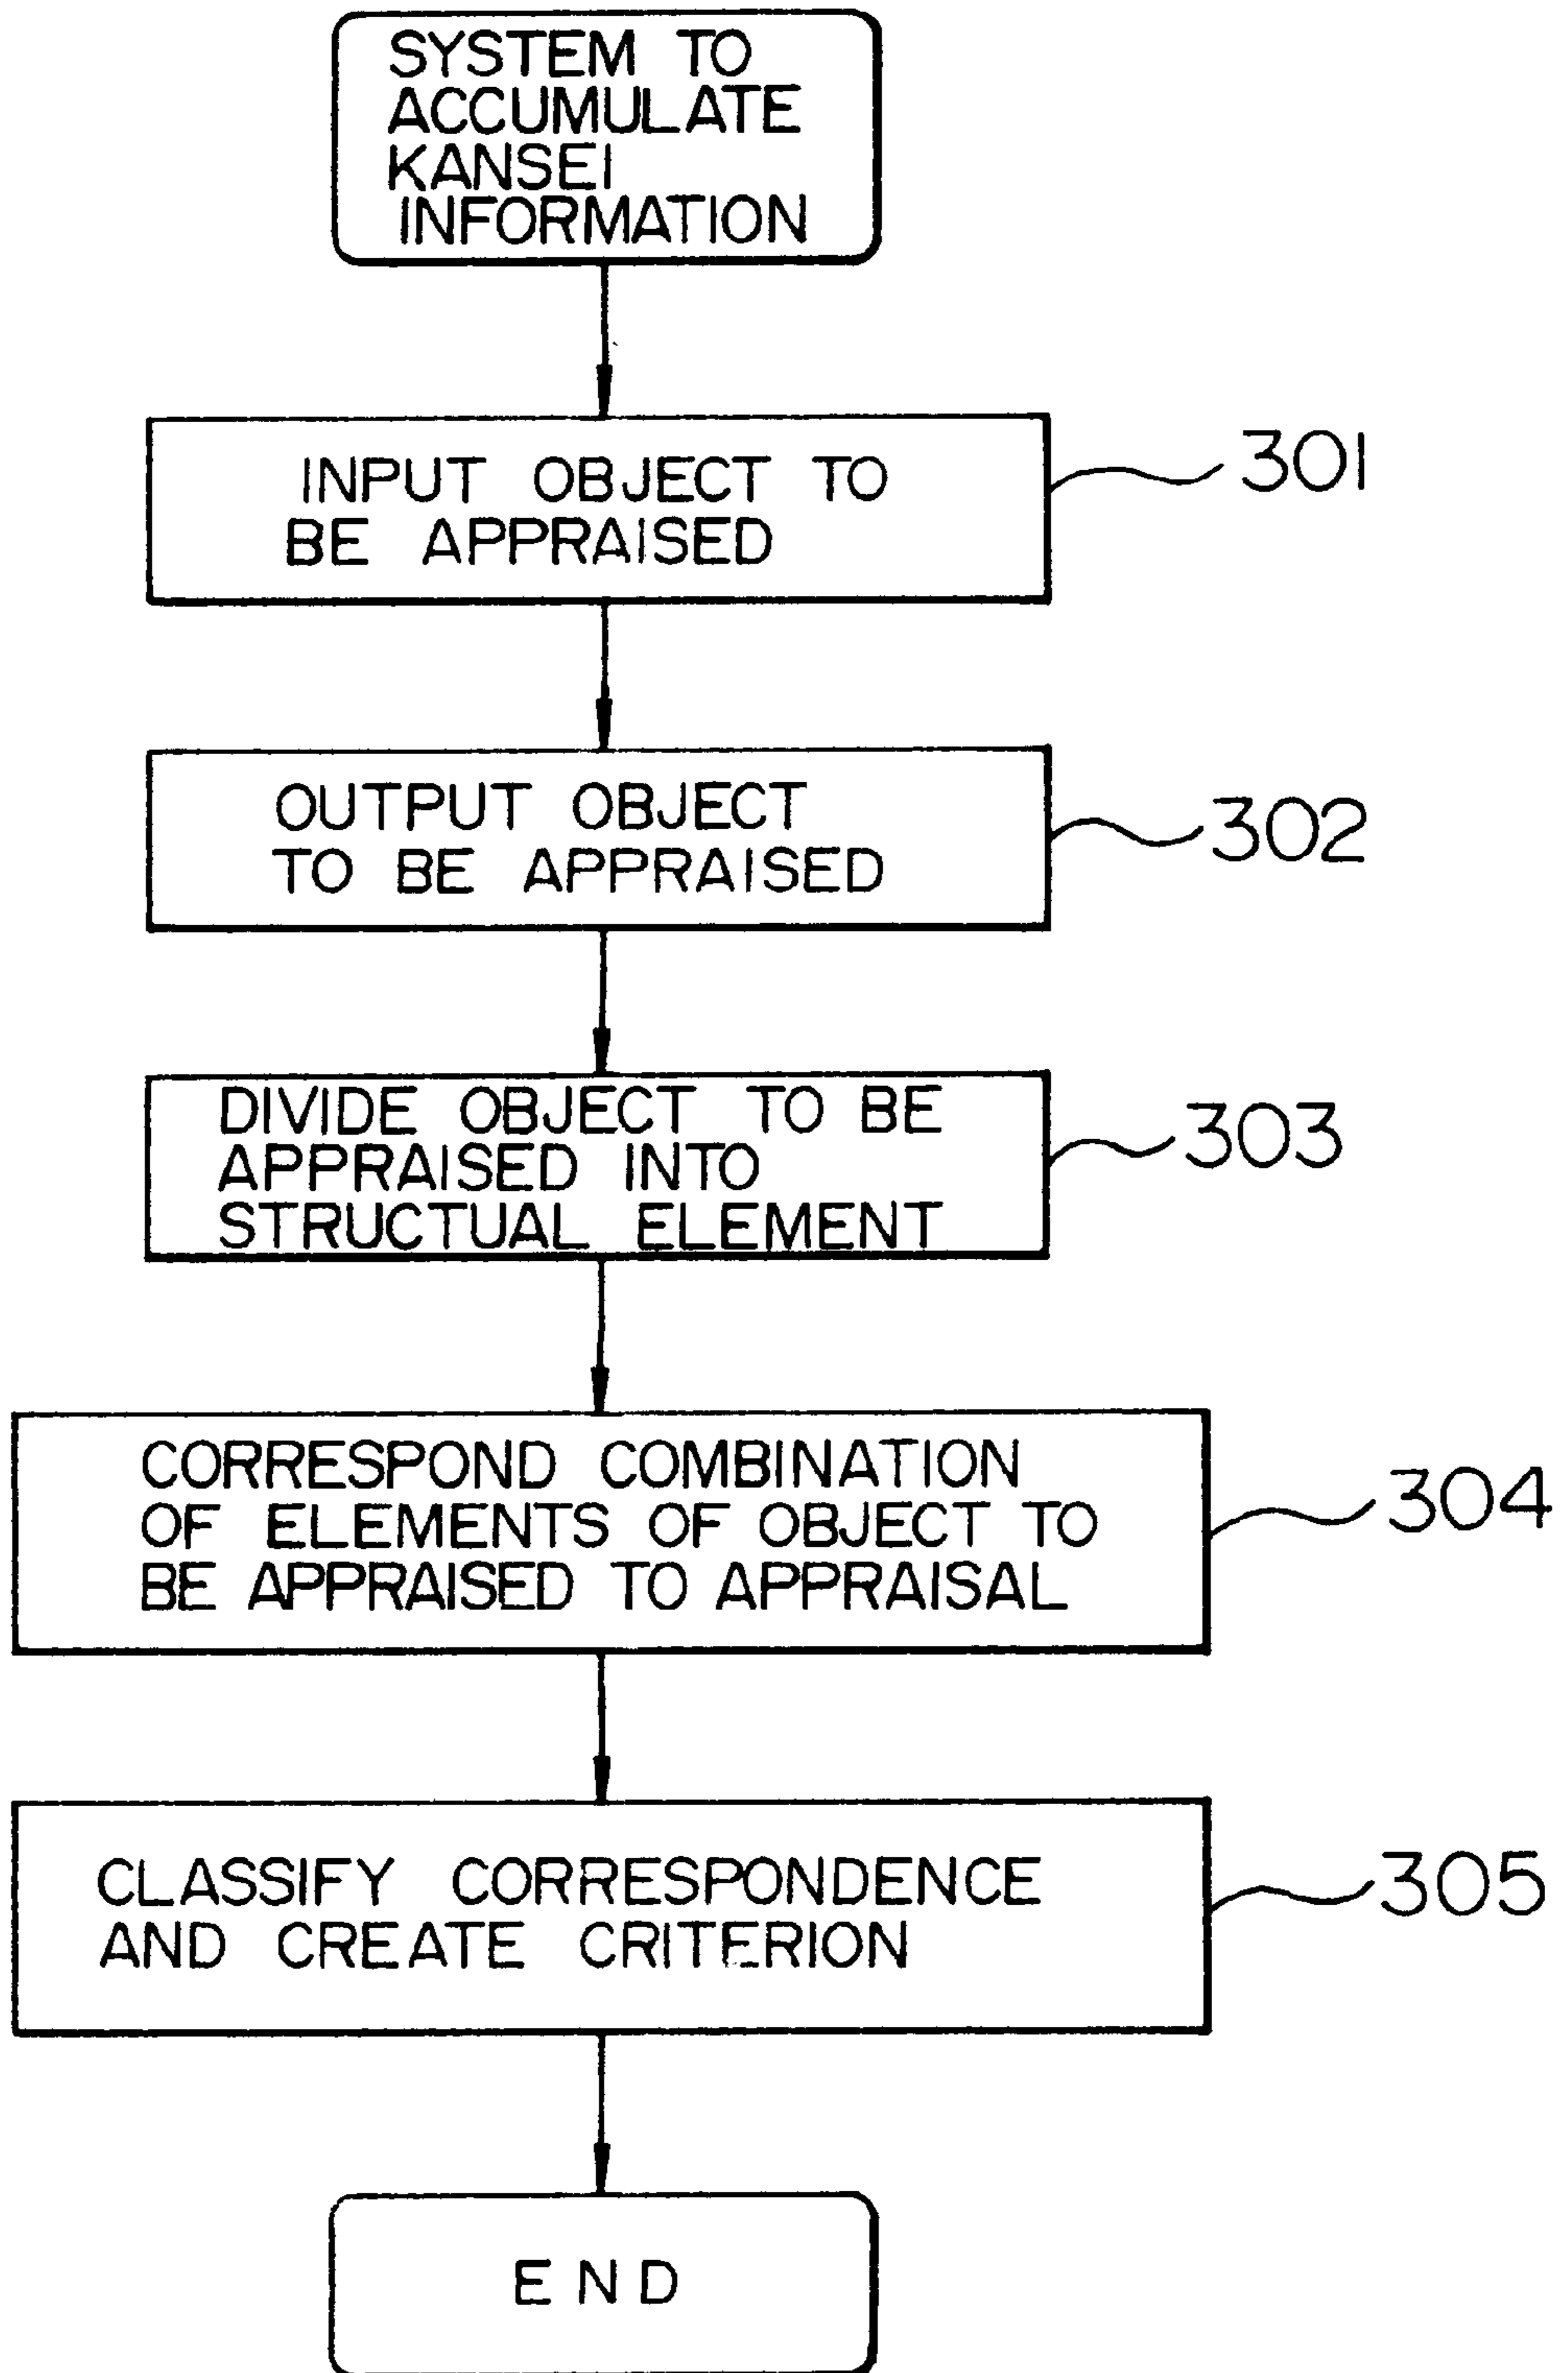 SYSTEM TO
ACCUMULATE
KANSEI
INFORMATION
INPUT OBJECT TO
BE APPRAISED
301
OUTPUT OBJECT
TO BE APPRAISED
302
DIVIDE OBJECT TO BE
APPRAISED INTO
STRUCTUAL ELEMENT
303
CORRESPOND COMBINATION
OF ELEMENTS OF OBJECT TO
BE APPRAISED TO APPRAISAL
304
CLASSIFY CORRESPONDENCE
AND CREATE CRITERION
305
END